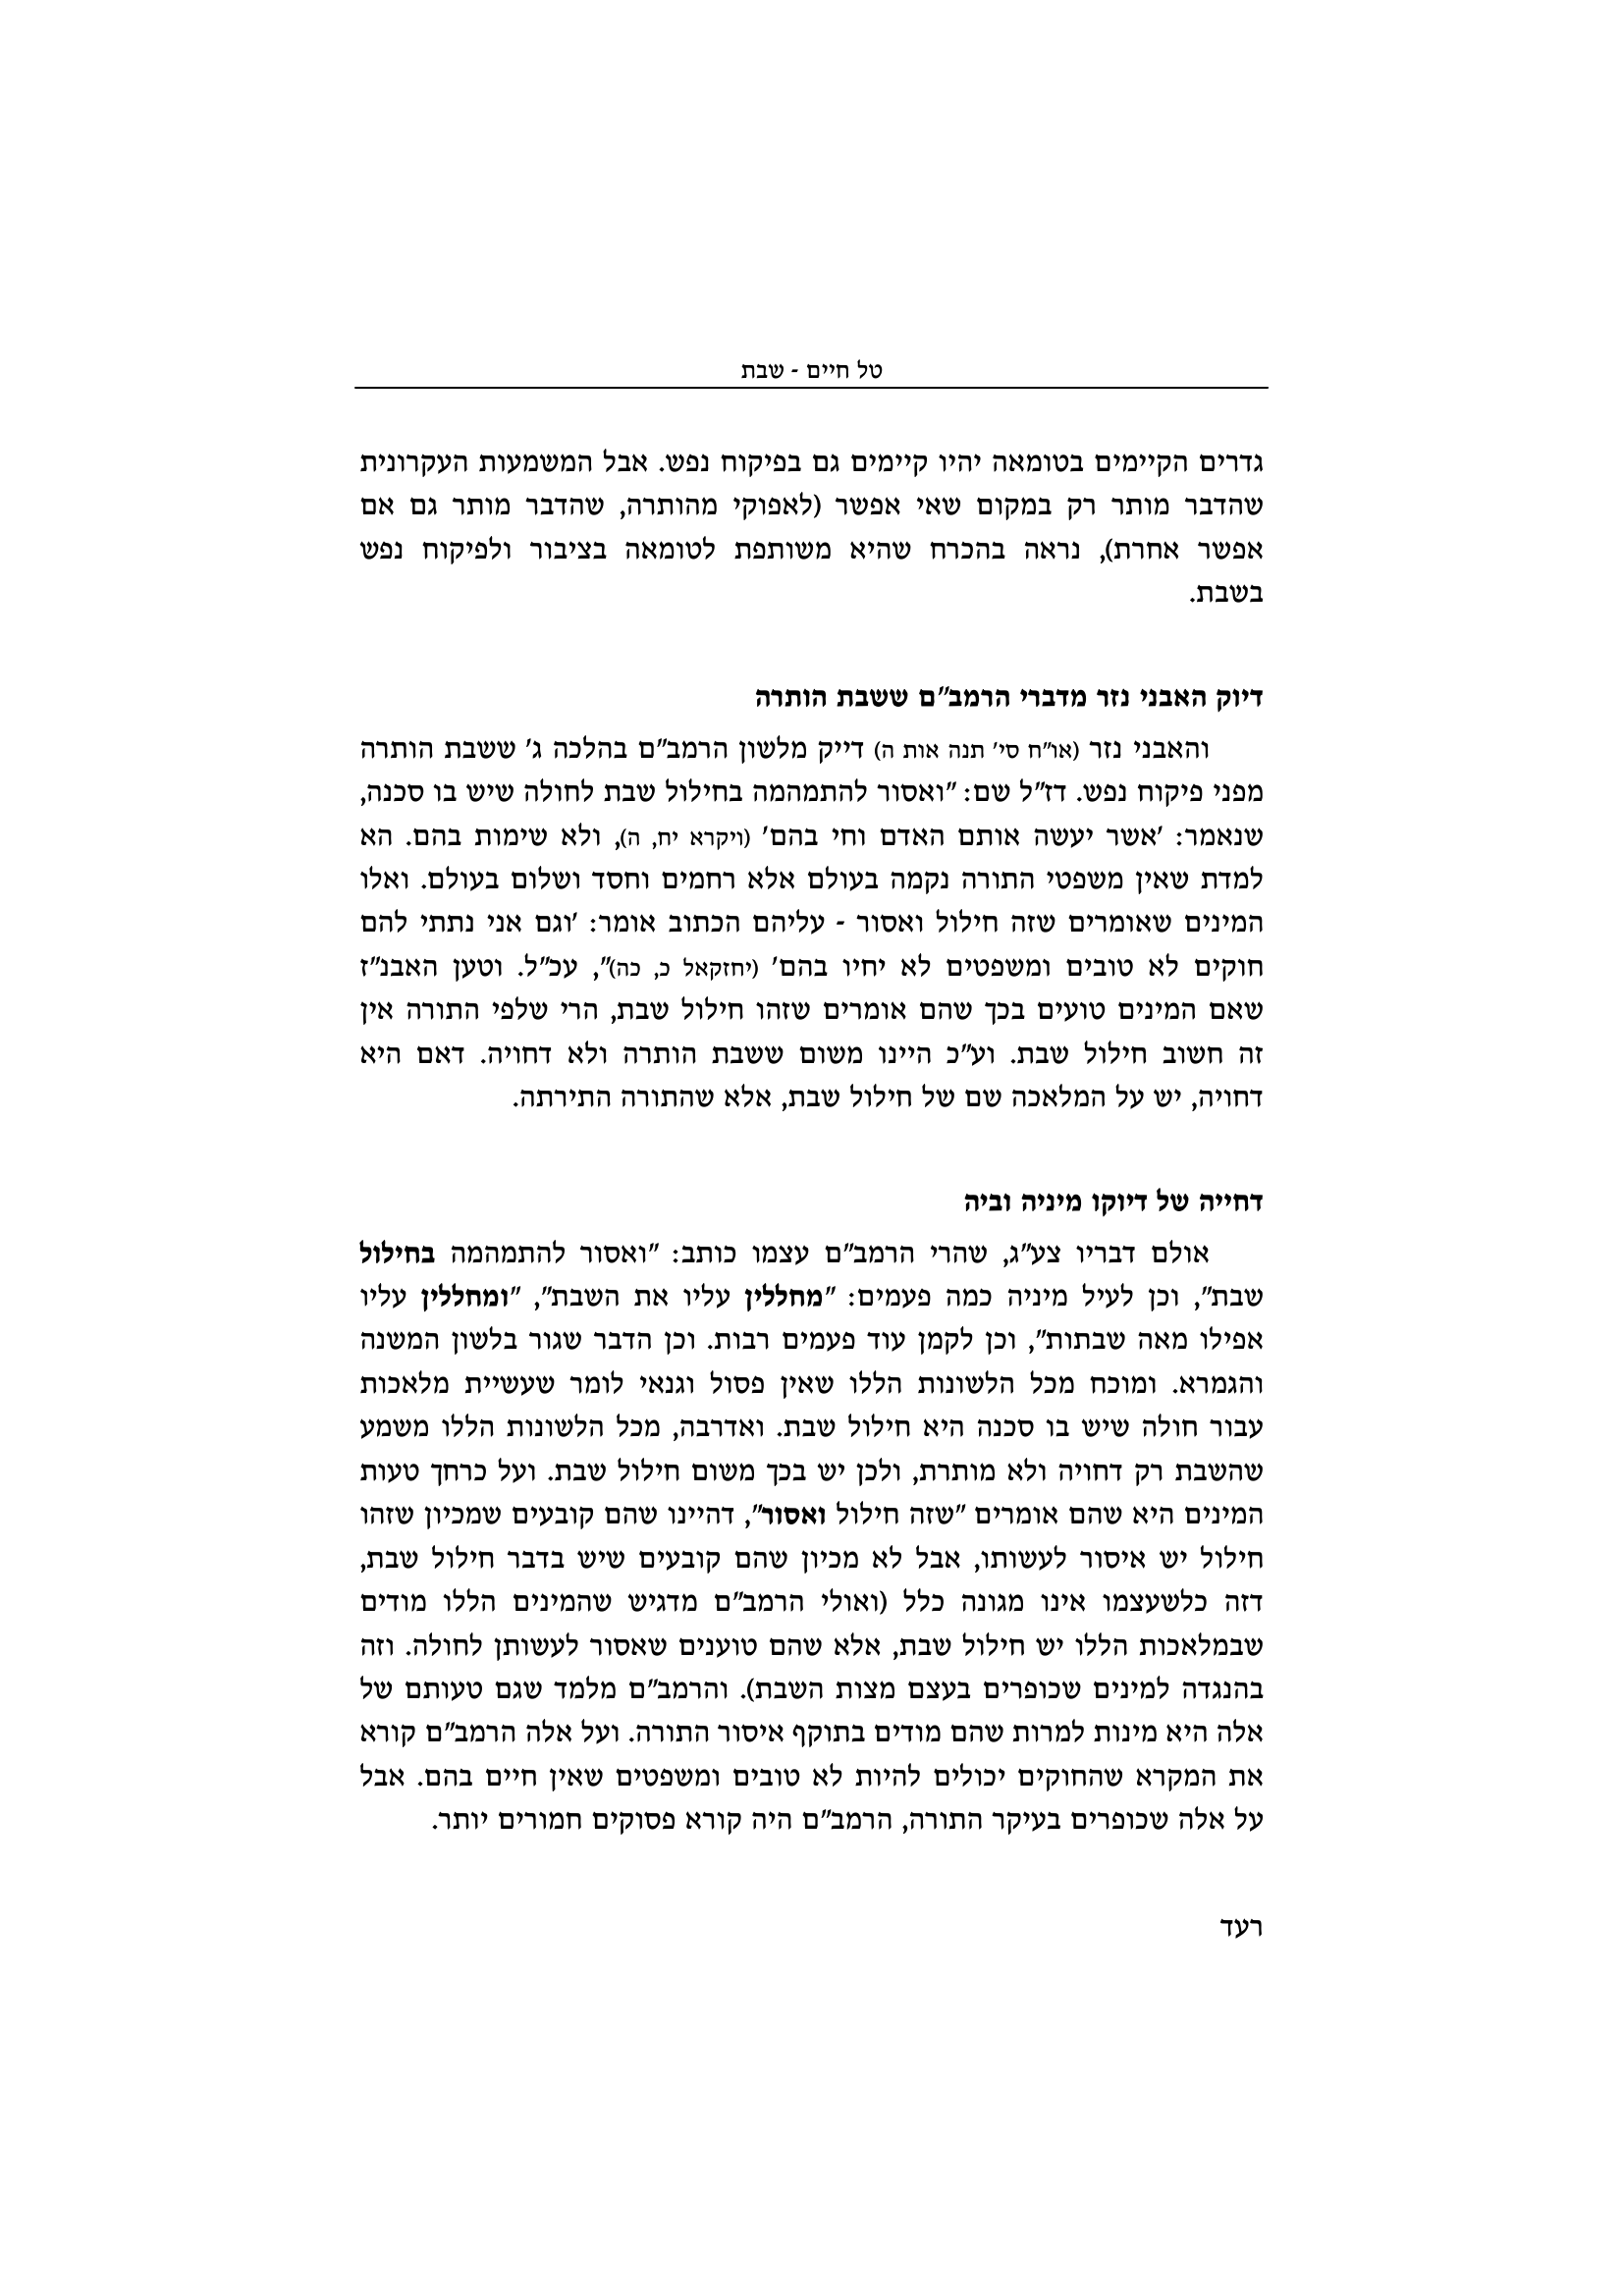 טל חיים - שבת
גדרים הקיימים בטומאה יהיו קיימים גם בפיקוח נפש. אבל המשמעות העקרונית
שהדבר מותר רק במקום שאי אפשר (לאפוקי מהותרה, שהדבר מותר גם אם
אפשר אחרת), נראה בהכרח שהיא משותפת לטומאה בציבור ולפיקוח נפש
בשבת.
דיוק האבני נזר מדברי הרמב"ם ששבת הותרה
והאבני נזר (או"ח סי' תנה אות ה) דייק מלשון הרמב"ם בהלכה ג' ששבת הותרה
מפני פיקוח נפש. דז"ל שם: "ואסור להתמהמה בחילול שבת לחולה שיש בו סכנה,
שנאמר: 'אשר יעשה אותם האדם וחי בהם' (ויקרא יח, ה), ולא שימות בהם. הא
למדת שאין משפטי התורה נקמה בעולם אלא רחמים וחסד ושלום בעולם. ואלו
המינים שאומרים שזה חילול ואסור - עליהם הכתוב אומר: 'וגם אני נתתי להם
חוקים לא טובים ומשפטים לא יחיו בהם' (יחזקאל כ, כה)", עכ"ל. וטען האבנ"ז
שאם המינים טועים בכך שהם אומרים שזהו חילול שבת, הרי שלפי התורה אין
זה חשוב חילול שבת. וע"כ היינו משום ששבת הותרה ולא דחויה. דאם היא
דחויה, יש על המלאכה שם של חילול שבת, אלא שהתורה התירתה.
דחייה של דיוקו מיניה וביה
אולם דבריו צע"ג, שהרי הרמב"ם עצמו כותב: "ואסור להתמהמה בחילול
שבת", וכן לעיל מיניה כמה פעמים: "מחללין עליו את השבת", "ומחללין עליו
אפילו מאה שבתות", וכן לקמן עוד פעמים רבות. וכן הדבר שגור בלשון המשנה
והגמרא. ומוכח מכל הלשונות הללו שאין פסול וגנאי לומר שעשיית מלאכות
עבור חולה שיש בו סכנה היא חילול שבת. ואדרבה, מכל הלשונות הללו משמע
שהשבת רק דחויה ולא מותרת, ולכן יש בכך משום חילול שבת. ועל כרחך טעות
המינים היא שהם אומרים "שזה חילול ואסור", דהיינו שהם קובעים שמכיון שזהו
חילול יש איסור לעשותו, אבל לא מכיון שהם קובעים שיש בדבר חילול שבת,
דזה כלשעצמו אינו מגונה כלל (ואולי הרמב"ם מדגיש שהמינים הללו מודים
שבמלאכות הללו יש חילול שבת, אלא שהם טוענים שאסור לעשותן לחולה. וזה
בהנגדה למינים שכופרים בעצם מצות השבת). והרמב"ם מלמד שגם טעותם של
אלה היא מינות למרות שהם מודים בתוקף איסור התורה. ועל אלה הרמב"ם קורא
את המקרא שהחוקים יכולים להיות לא טובים ומשפטים שאין חיים בהם. אבל
על אלה שכופרים בעיקר התורה, הרמב"ם היה קורא פסוקים חמורים יותר.
רעד